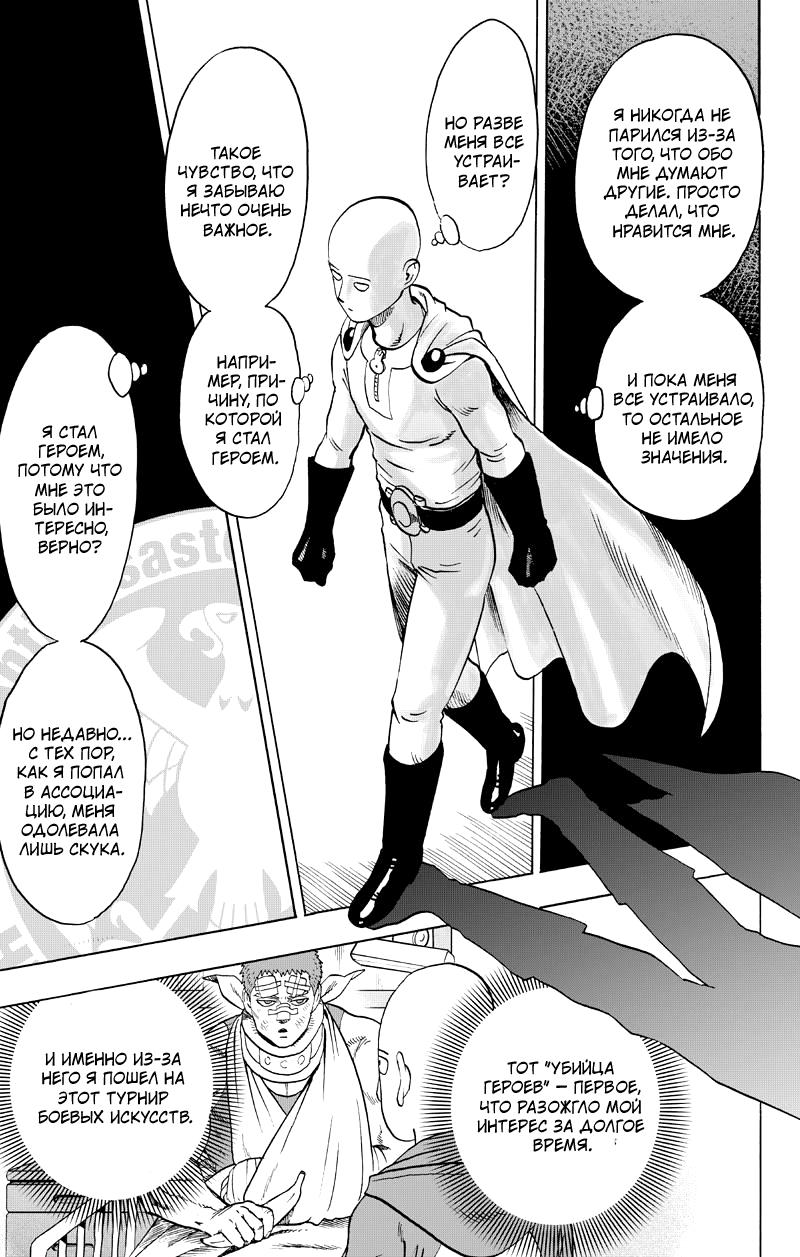 Я НИКОГДА НЕ
ПАРИЛСЯ ИЗ-ЗА
ТОГО, ЧТО ОБО
МНЕ ДУМАЮТ
ДРУГИЕ. ПРОСТО
ДЕЛАЛ, ЧТО
НРАВИТСЯ МНЕ.
И ПОКА МЕНЯ
ВСЕ УСТРАИВАЛО,
ТО ОСТАЛЬНОЕ
НЕ ИМЕЛО
ЗНАЧЕНИЯ.
НО РАЗВЕ
МЕНЯ ВСЕ
УСТРАИ-
ВАЕТ?
ТАКОЕ
ЧУВСТВО, ЧТО
Я ЗАБЫВАЮ
НЕЧТО ОЧЕНЬ
ВАЖНОЕ.
НАПРИ-
МЕР, ПРИ-
ЧИНУ, ПО
КОТОРОЙ
Я СТАЛ
ГЕРОЕМ.
Я СТАЛ
ГЕРОЕМ,
ПОТОМУ ЧТО
МНЕ ЭТО
БЫЛО ИН-
ТЕРЕСНО,
ВЕРНО?
НО НЕДАВНО...
С ТЕХ ПОР,
КАК Я ПОПАЛ
В АССОЦИА-
ЦИЮ, МЕНЯ
ОДОЛЕВАЛА
ЛИШЬ СКУКА.
ТОТ "УБИЙЦА
ГЕРОЕВ" – ПЕРВОЕ,
ЧТО РАЗОЖГЛО МОЙ
ИНТЕРЕС ЗА ДОЛГОЕ
ВРЕМЯ.
И ИМЕННО ИЗ-ЗА
НЕГО Я ПОШЕЛ НА
ЭТОТ ТУРНИР
БОЕВЫХ ИСКУССТВ.